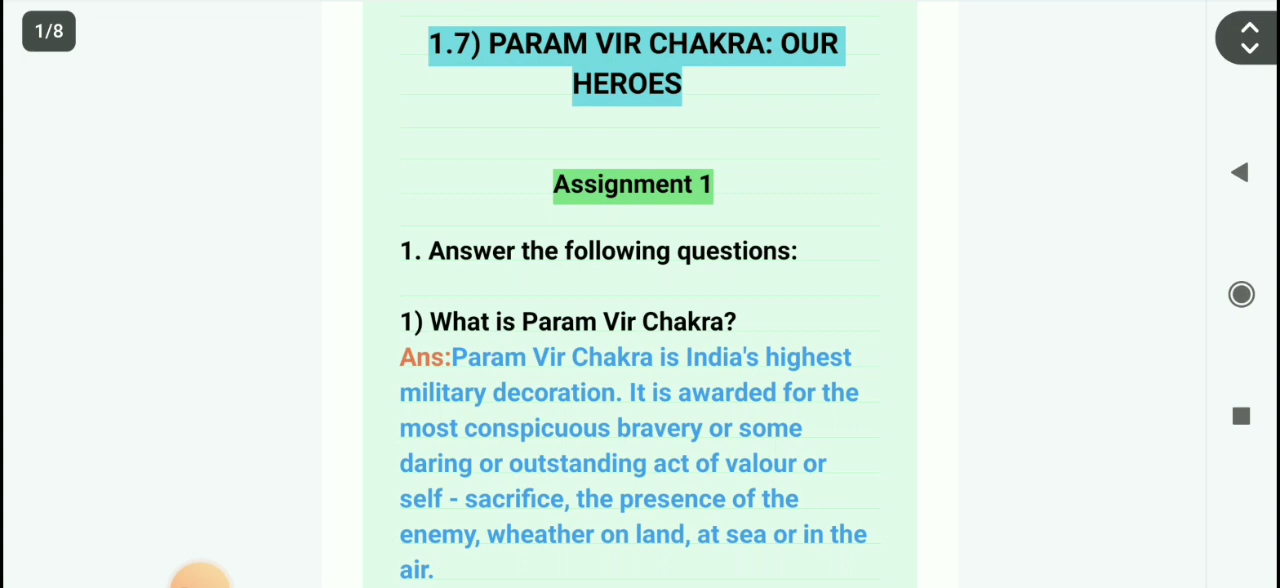 1/8
1.7) PARAM VIR CHAKRA: OUR
HEROES
Assignment 1
1. Answer the following questions:
1) What is Param Vir Chakra?
Ans:Param Vir Chakra is India's highest
military decoration. It is awarded for the
most conspicuous bravery or some
daring or outstanding act of valour or
self - sacrifice, the presence of the
enemy, wheather on land, at sea or in the
air.